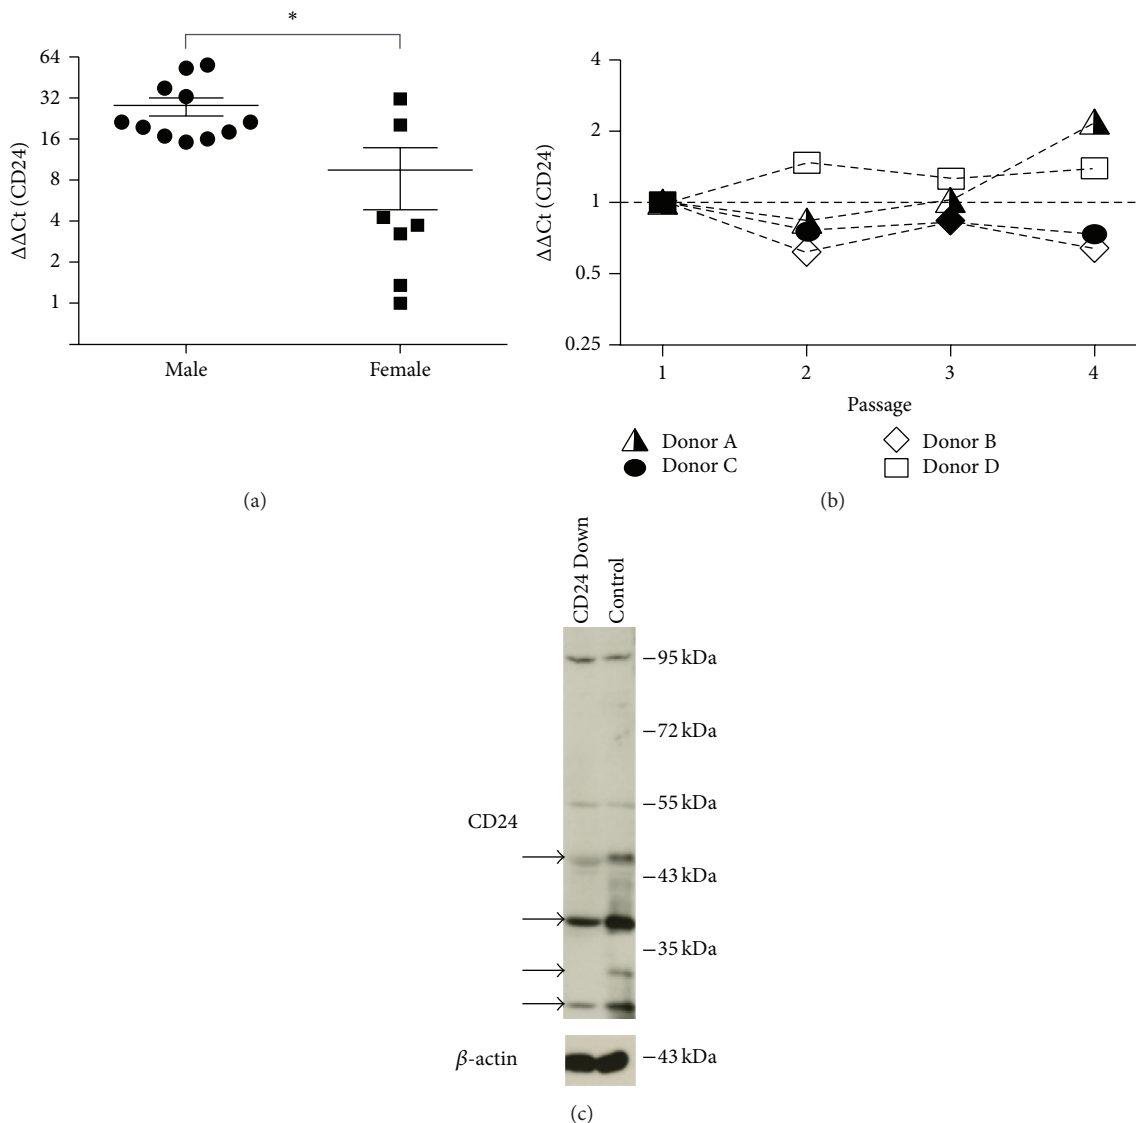 *
64
32
16
8
4
2
1
ΔΔCt (CD24)
Male Female
(a)
4
2
1
0.5
0.25
ΔΔCt (CD24)
1 2 3 4
Passage
Donor A Donor B
Donor C Donor D
(b)
CD24 Down
Control
95 kDa
72 kDa
55 kDa
CD24
43 kDa
35 kDa
β-actin
43 kDa
(c)